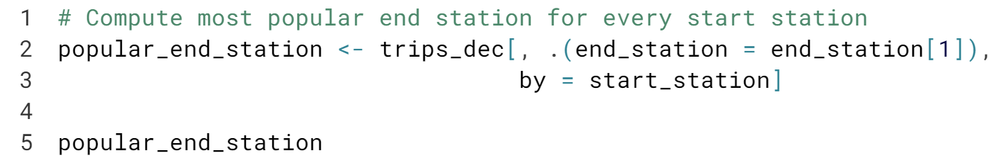 1 # Compute most popular end station for every start station
2 popular_end_station <- trips_dec[, .(end_station = end_station[1]),
3 by = start_station]
4
5 popular_end_station